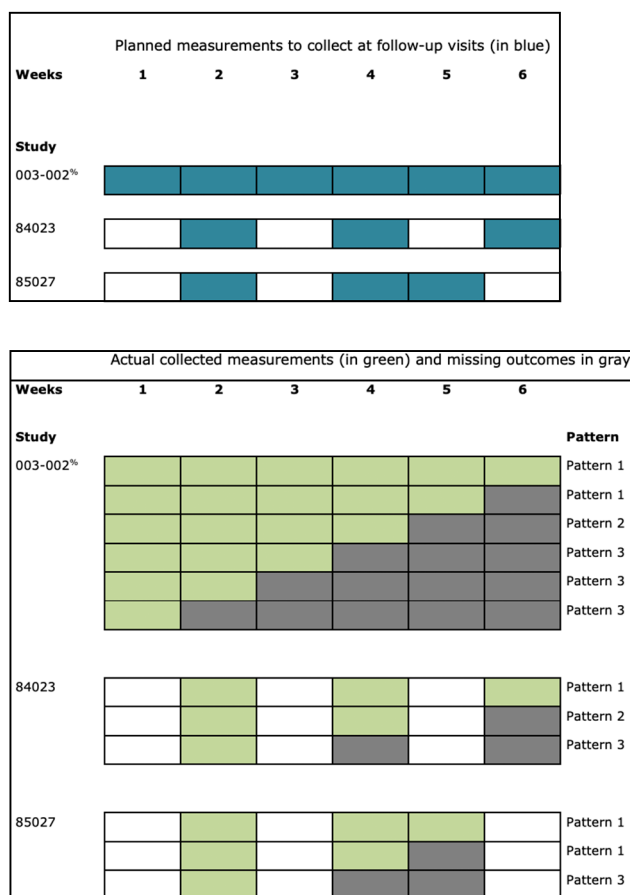 Planned measurements to collect at follow-up visits (in blue)
Weeks 1 2 3 4 5 6
Study
003-002%
84023
85027
Actual collected measurements (in green) and missing outcomes in gray
Weeks 1 2 3 4 5 6
Study Pattern
003-002% Pattern 1
Pattern 1
Pattern 2
Pattern 3
Pattern 3
Pattern 3
84023 Pattern 1
Pattern 2
Pattern 3
85027 Pattern 1
Pattern 1
Pattern 3